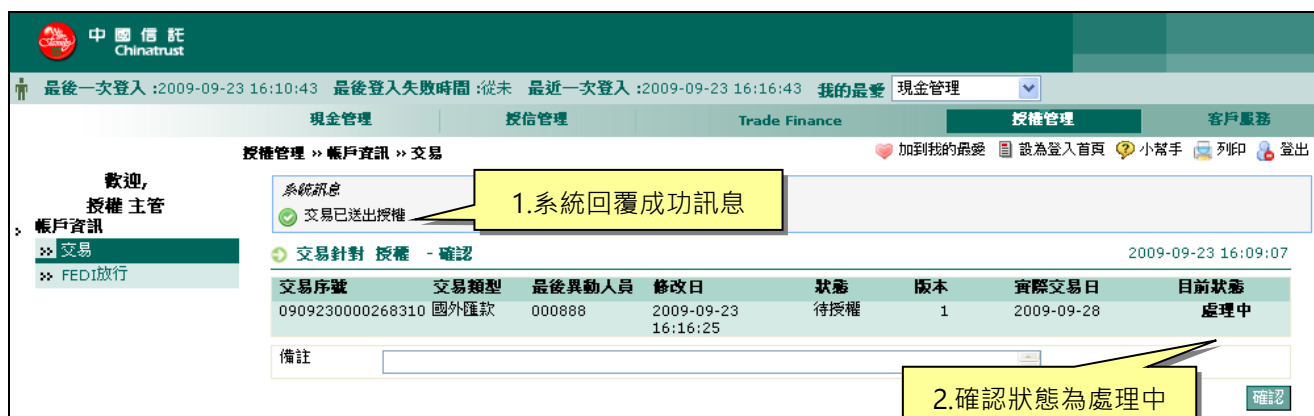 中國信託
Chinatrust
最後一次登入 :2009-09-23 16:10:43 最後登入失敗時間 :從未 最近一次登入 :2009-09-23 16:16:43 我的最愛 現金管理
現金管理 授信管理 Trade Finance 授權管理 客戶服務
授權管理 ›› 帳戶資訊 ›› 交易 加到我的最愛 設為登入首頁 小幫手 列印 登出
歡迎,
授權 主管
帳戶資訊
›› 交易
›› FEDI放行
系統訊息
交易已送出授權
1.系統回覆成功訊息
交易針對 授權 - 確認 2009-09-23 16:09:07
交易序號 交易類型 最後異動人員 修改日 狀態 版本 實際交易日 目前狀態
0909230000268310 國外匯款 000888 2009-09-23 16:16:25 待授權 1 2009-09-28 處理中
備註
2.確認狀態為處理中
確認